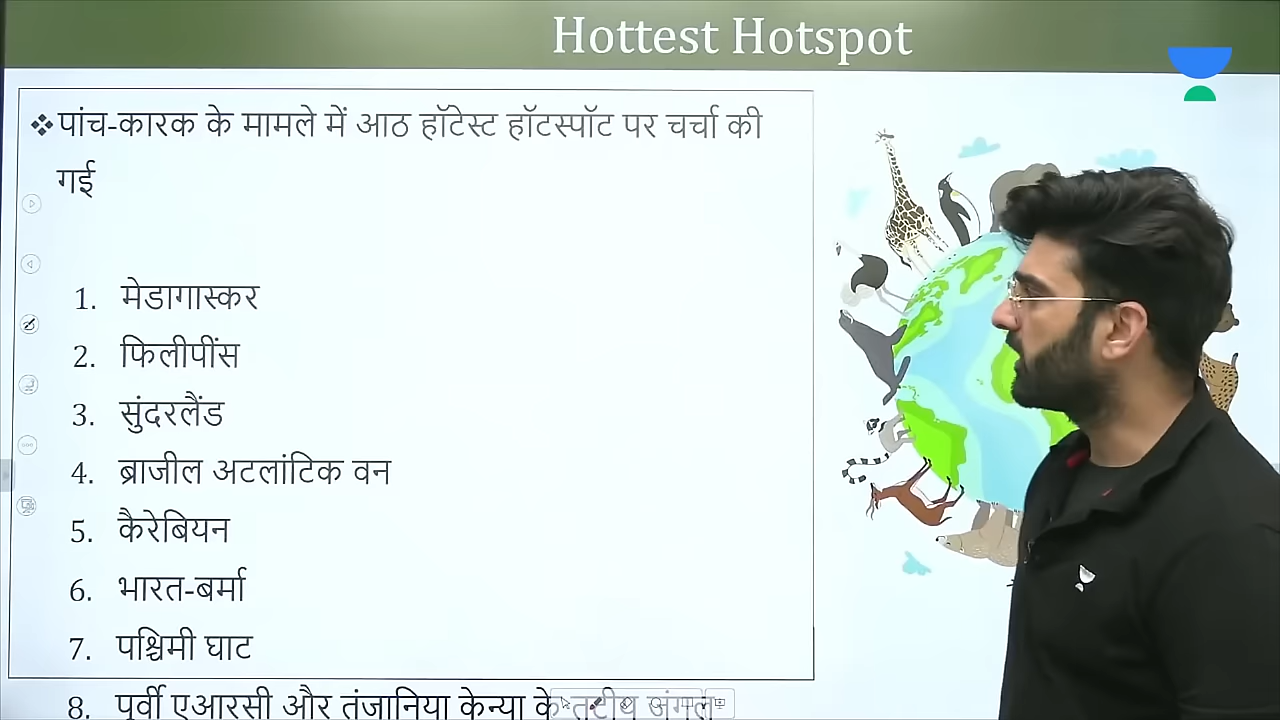 Hottest Hotspot
❖पांच-कारक के मामले में आठ हॉटेस्ट हॉटस्पॉट पर चर्चा की
गई
1. मेडागास्कर
2. फिलीपींस
3. सुंदरलैंड
4. ब्राजील अटलांटिक वन
5. कैरेबियन
6. भारत-बर्मा
7. पश्चिमी घाट
8. पूर्वी एआरसी और तंजानिया केन्या के तटीय जंगल